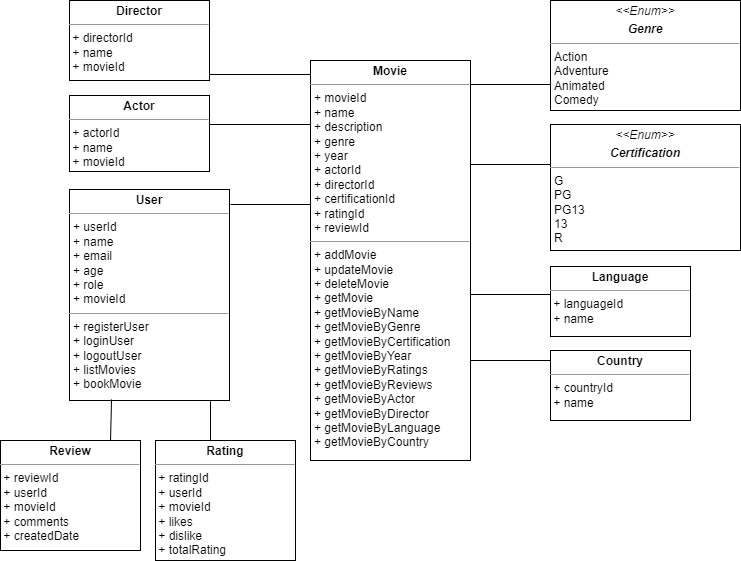 Director
+ directorId
+ name
+ movieId
Actor
+ actorId
+ name
+ movieId
User
+ userId
+ name
+ email
+ age
+ role
+ movieId
+ registerUser
+ loginUser
+ logoutUser
+ listMovies
+ bookMovie
Review
+ reviewId
+ userId
+ movieId
+ comments
+ createdDate
Rating
+ ratingId
+ userId
+ movieId
+ likes
+ dislike
+ totalRating
Movie
+ movieId
+ name
+ description
+ genre
+ year
+ actorId
+ directorId
+ certificationId
+ ratingId
+ reviewId
+ addMovie
+ updateMovie
+ deleteMovie
+ getMovie
+ getMovieByName
+ getMovieByGenre
+ getMovieByCertification
+ getMovieByYear
+ getMovieByRatings
+ getMovieByReviews
+ getMovieByActor
+ getMovieByDirector
+ getMovieByLanguage
+ getMovieByCountry
<<Enum>>
Genre
Action
Adventure
Animated
Comedy
<<Enum>>
Certification
G
PG
PG13
13
R
Language
+ languageId
+ name
Country
+ countryId
+ name